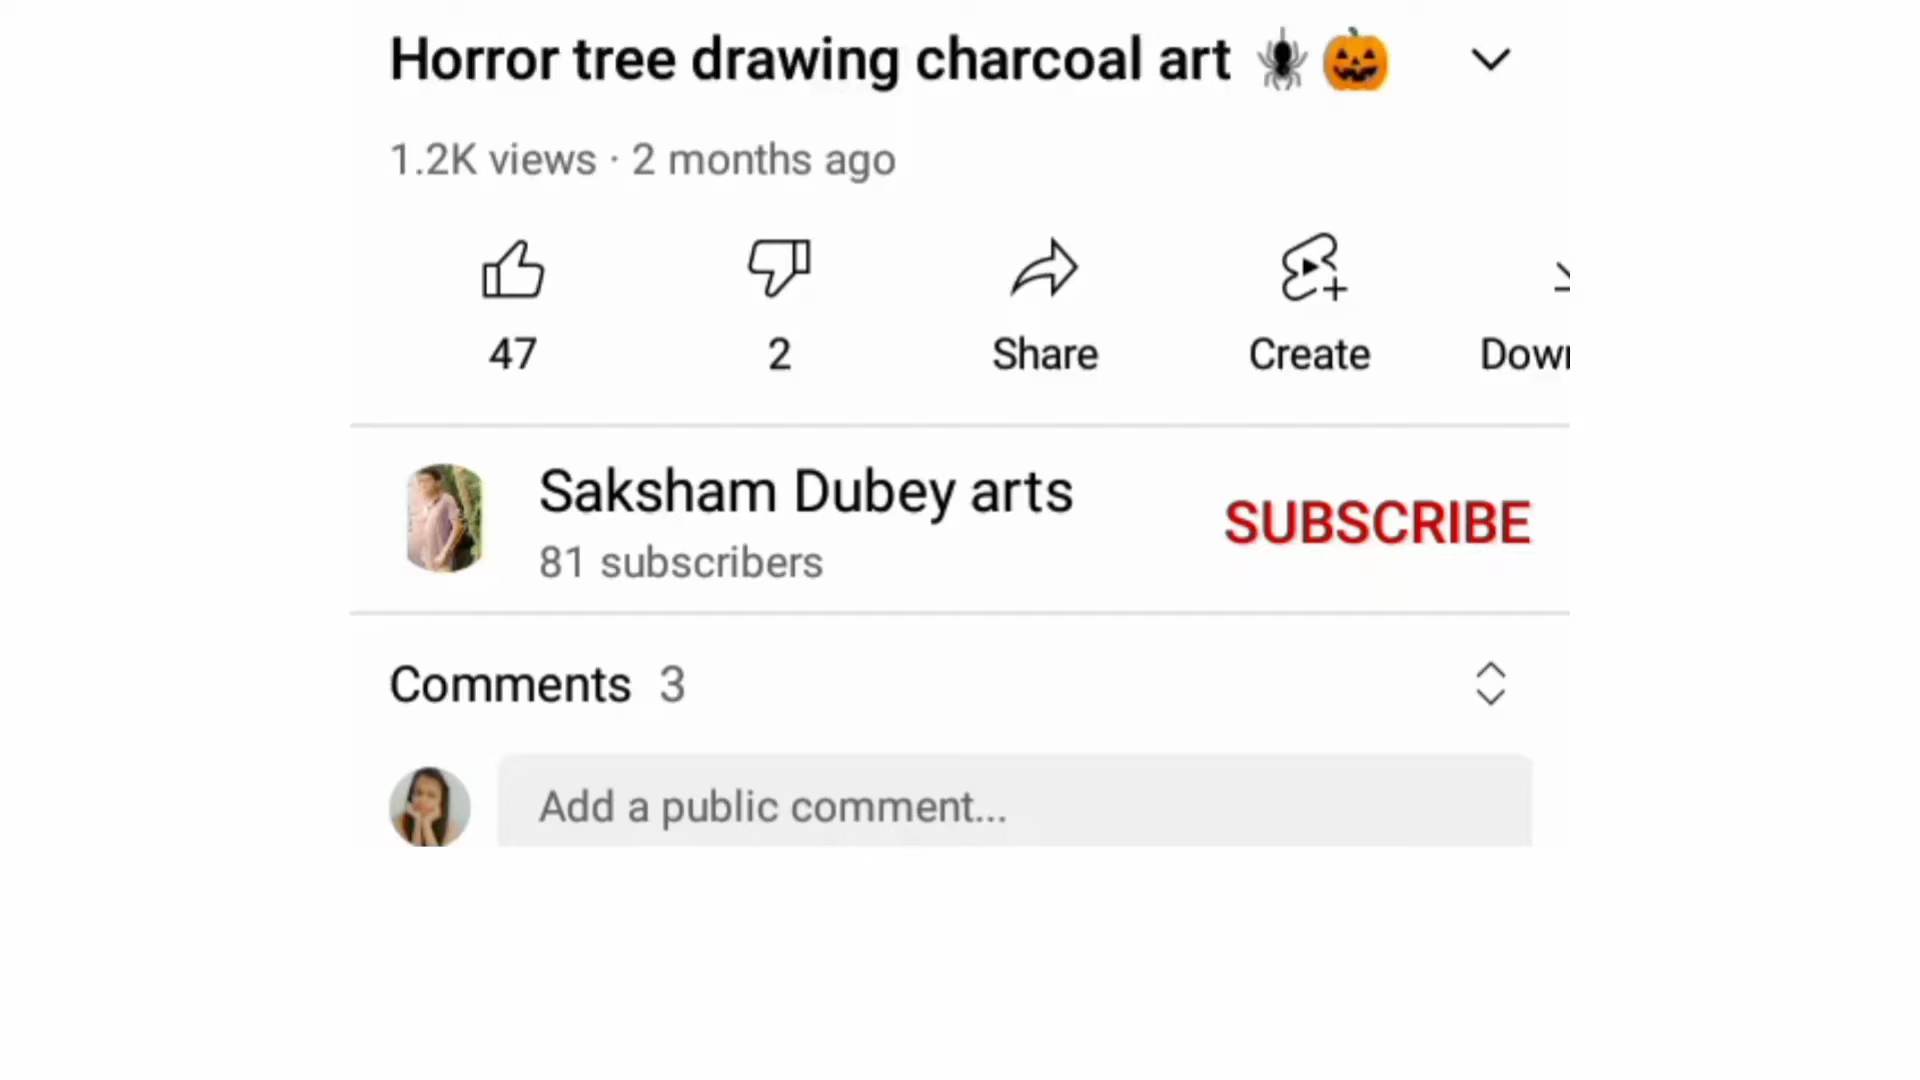 Horror tree drawing charcoal art 🕷️🎃
1.2K views · 2 months ago
47 2 Share Create Down
Saksham Dubey arts
81 subscribers
SUBSCRIBE
Comments 3
Add a public comment...